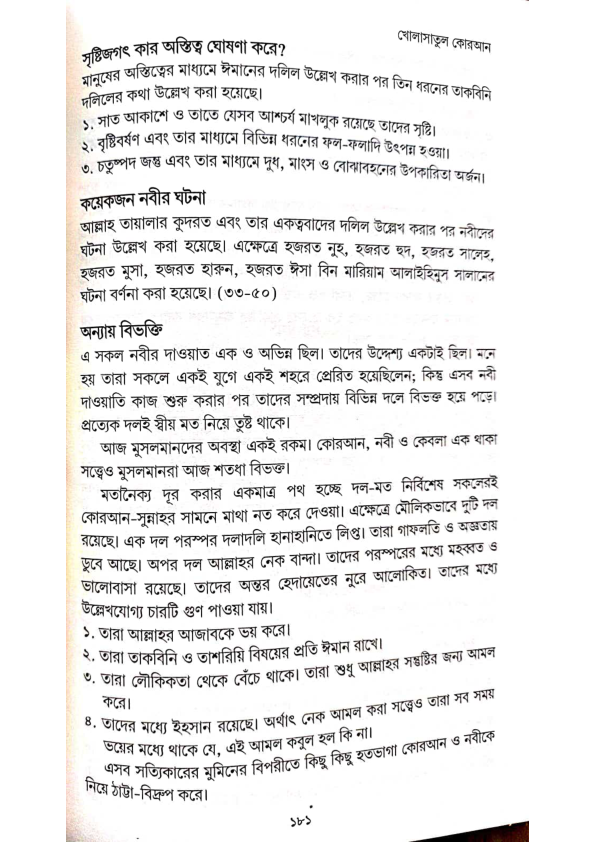 খোলাসাতুল কোরআন
সৃষ্টিজগৎ কার অস্তিত্ব ঘোষণা করে?
মানুষের অস্তিত্বের মাধ্যমে ঈমানের দলিল উল্লেখ করার পর তিন ধরনের তাকবিনি
দলিলের কথা উল্লেখ করা হয়েছে।
১. সাত আকাশে ও তাতে যেসব আশ্চর্য মাখলুক রয়েছে তাদের সৃষ্টি।
২. বৃষ্টিবর্ষণ এবং তার মাধ্যমে বিভিন্ন ধরনের ফল-ফলাদি উৎপন্ন হওয়া।
৩. চতুষ্পদ জন্তু এবং তার মাধ্যমে দুধ, মাংস ও বোঝাবহনের উপকারিতা অর্জন।
কয়েকজন নবীর ঘটনা
আল্লাহ তায়ালার কুদরত এবং তার একত্ববাদের দলিল উল্লেখ করার পর নবীদের
ঘটনা উল্লেখ করা হয়েছে। এক্ষেত্রে হজরত নুহ, হজরত হুদ, হজরত সালেহ,
হজরত মুসা, হজরত হারুন, হজরত ঈসা বিন মারিয়াম আলাইহিমুস সালানের
ঘটনা বর্ণনা করা হয়েছে। (৩৩-৫০)
অন্যায় বিভক্তি
এ সকল নবীর দাওয়াত এক ও অভিন্ন ছিল। তাদের উদ্দেশ্য একটাই ছিল। মনে
হয় তারা সকলে একই যুগে একই শহরে প্রেরিত হয়েছিলেন; কিন্তু এসব নবী
দাওয়াতি কাজ শুরু করার পর তাদের সম্প্রদায় বিভিন্ন দলে বিভক্ত হয়ে পড়ে।
প্রত্যেক দলই স্বীয় মত নিয়ে তুষ্ট থাকে।
আজ মুসলমানদের অবস্থা একই রকম। কোরআন, নবী ও কেবলা এক থাকা
সত্ত্বেও মুসলমানরা আজ শতধা বিভক্ত।
মতানৈক্য দূর করার একমাত্র পথ হচ্ছে দল-মত নির্বিশেষ সকলেরই
কোরআন-সুন্নাহর সামনে মাথা নত করে দেওয়া। এক্ষেত্রে মৌলিকভাবে দুটি দল
রয়েছে। এক দল পরস্পর দলাদলি হানাহানিতে লিপ্ত। তারা গাফলতি ও অজ্ঞতায়
ডুবে আছে। অপর দল আল্লাহর নেক বান্দা। তাদের পরস্পরের মধ্যে মহব্বত ও
ভালোবাসা রয়েছে। তাদের অন্তর হেদায়েতের নূরে আলোকিত। তাদের মধ্যে
উল্লেখযোগ্য চারটি গুণ পাওয়া যায়।
১. তারা আল্লাহর আজাবকে ভয় করে।
২. তারা তাকবিনি ও তাশরিয়ি বিষয়ের প্রতি ঈমান রাখে।
৩. তারা লৌকিকতা থেকে বেঁচে থাকে। তারা শুধু আল্লাহর সন্তুষ্টির জন্য আমল
করে।
৪. তাদের মধ্যে ইহসান রয়েছে। অর্থাৎ নেক আমল করা সত্ত্বেও তারা সব সময়
ভয়ের মধ্যে থাকে যে, এই আমল কবুল হল কি না।
এসব সত্যিকারের মুমিনের বিপরীতে কিছু কিছু হতভাগা কোরআন ও নবীকে
নিয়ে ঠাট্টা-বিদ্রুপ করে।
১৮১